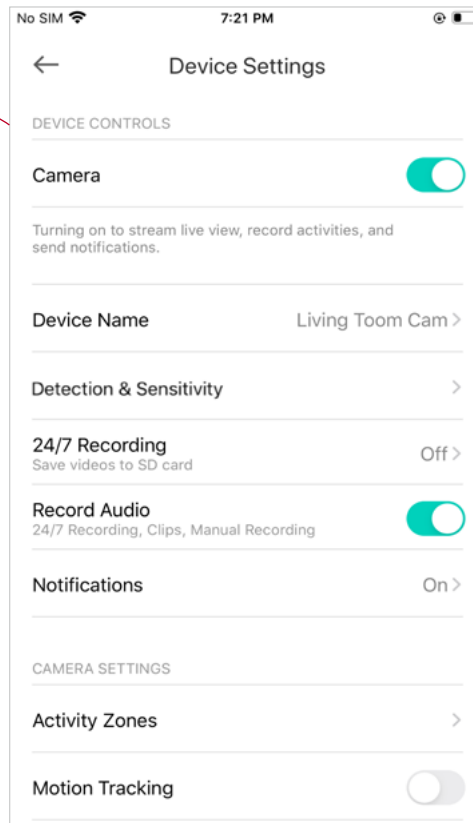 No SIM 7:21 PM
Device Settings
DEVICE CONTROLS
Camera
Turning on to stream live view, record activities, and
send notifications.
Device Name Living Toom Cam
Detection & Sensitivity
24/7 Recording Off
Save videos to SD card
Record Audio
24/7 Recording, Clips, Manual Recording
Notifications On
CAMERA SETTINGS
Activity Zones
Motion Tracking